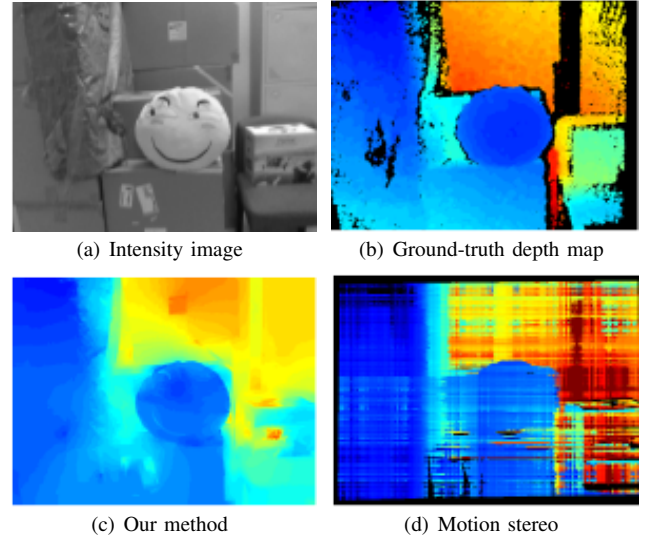 (a) Intensity image
(b) Ground-truth depth map
(c) Our method
(d) Motion stereo